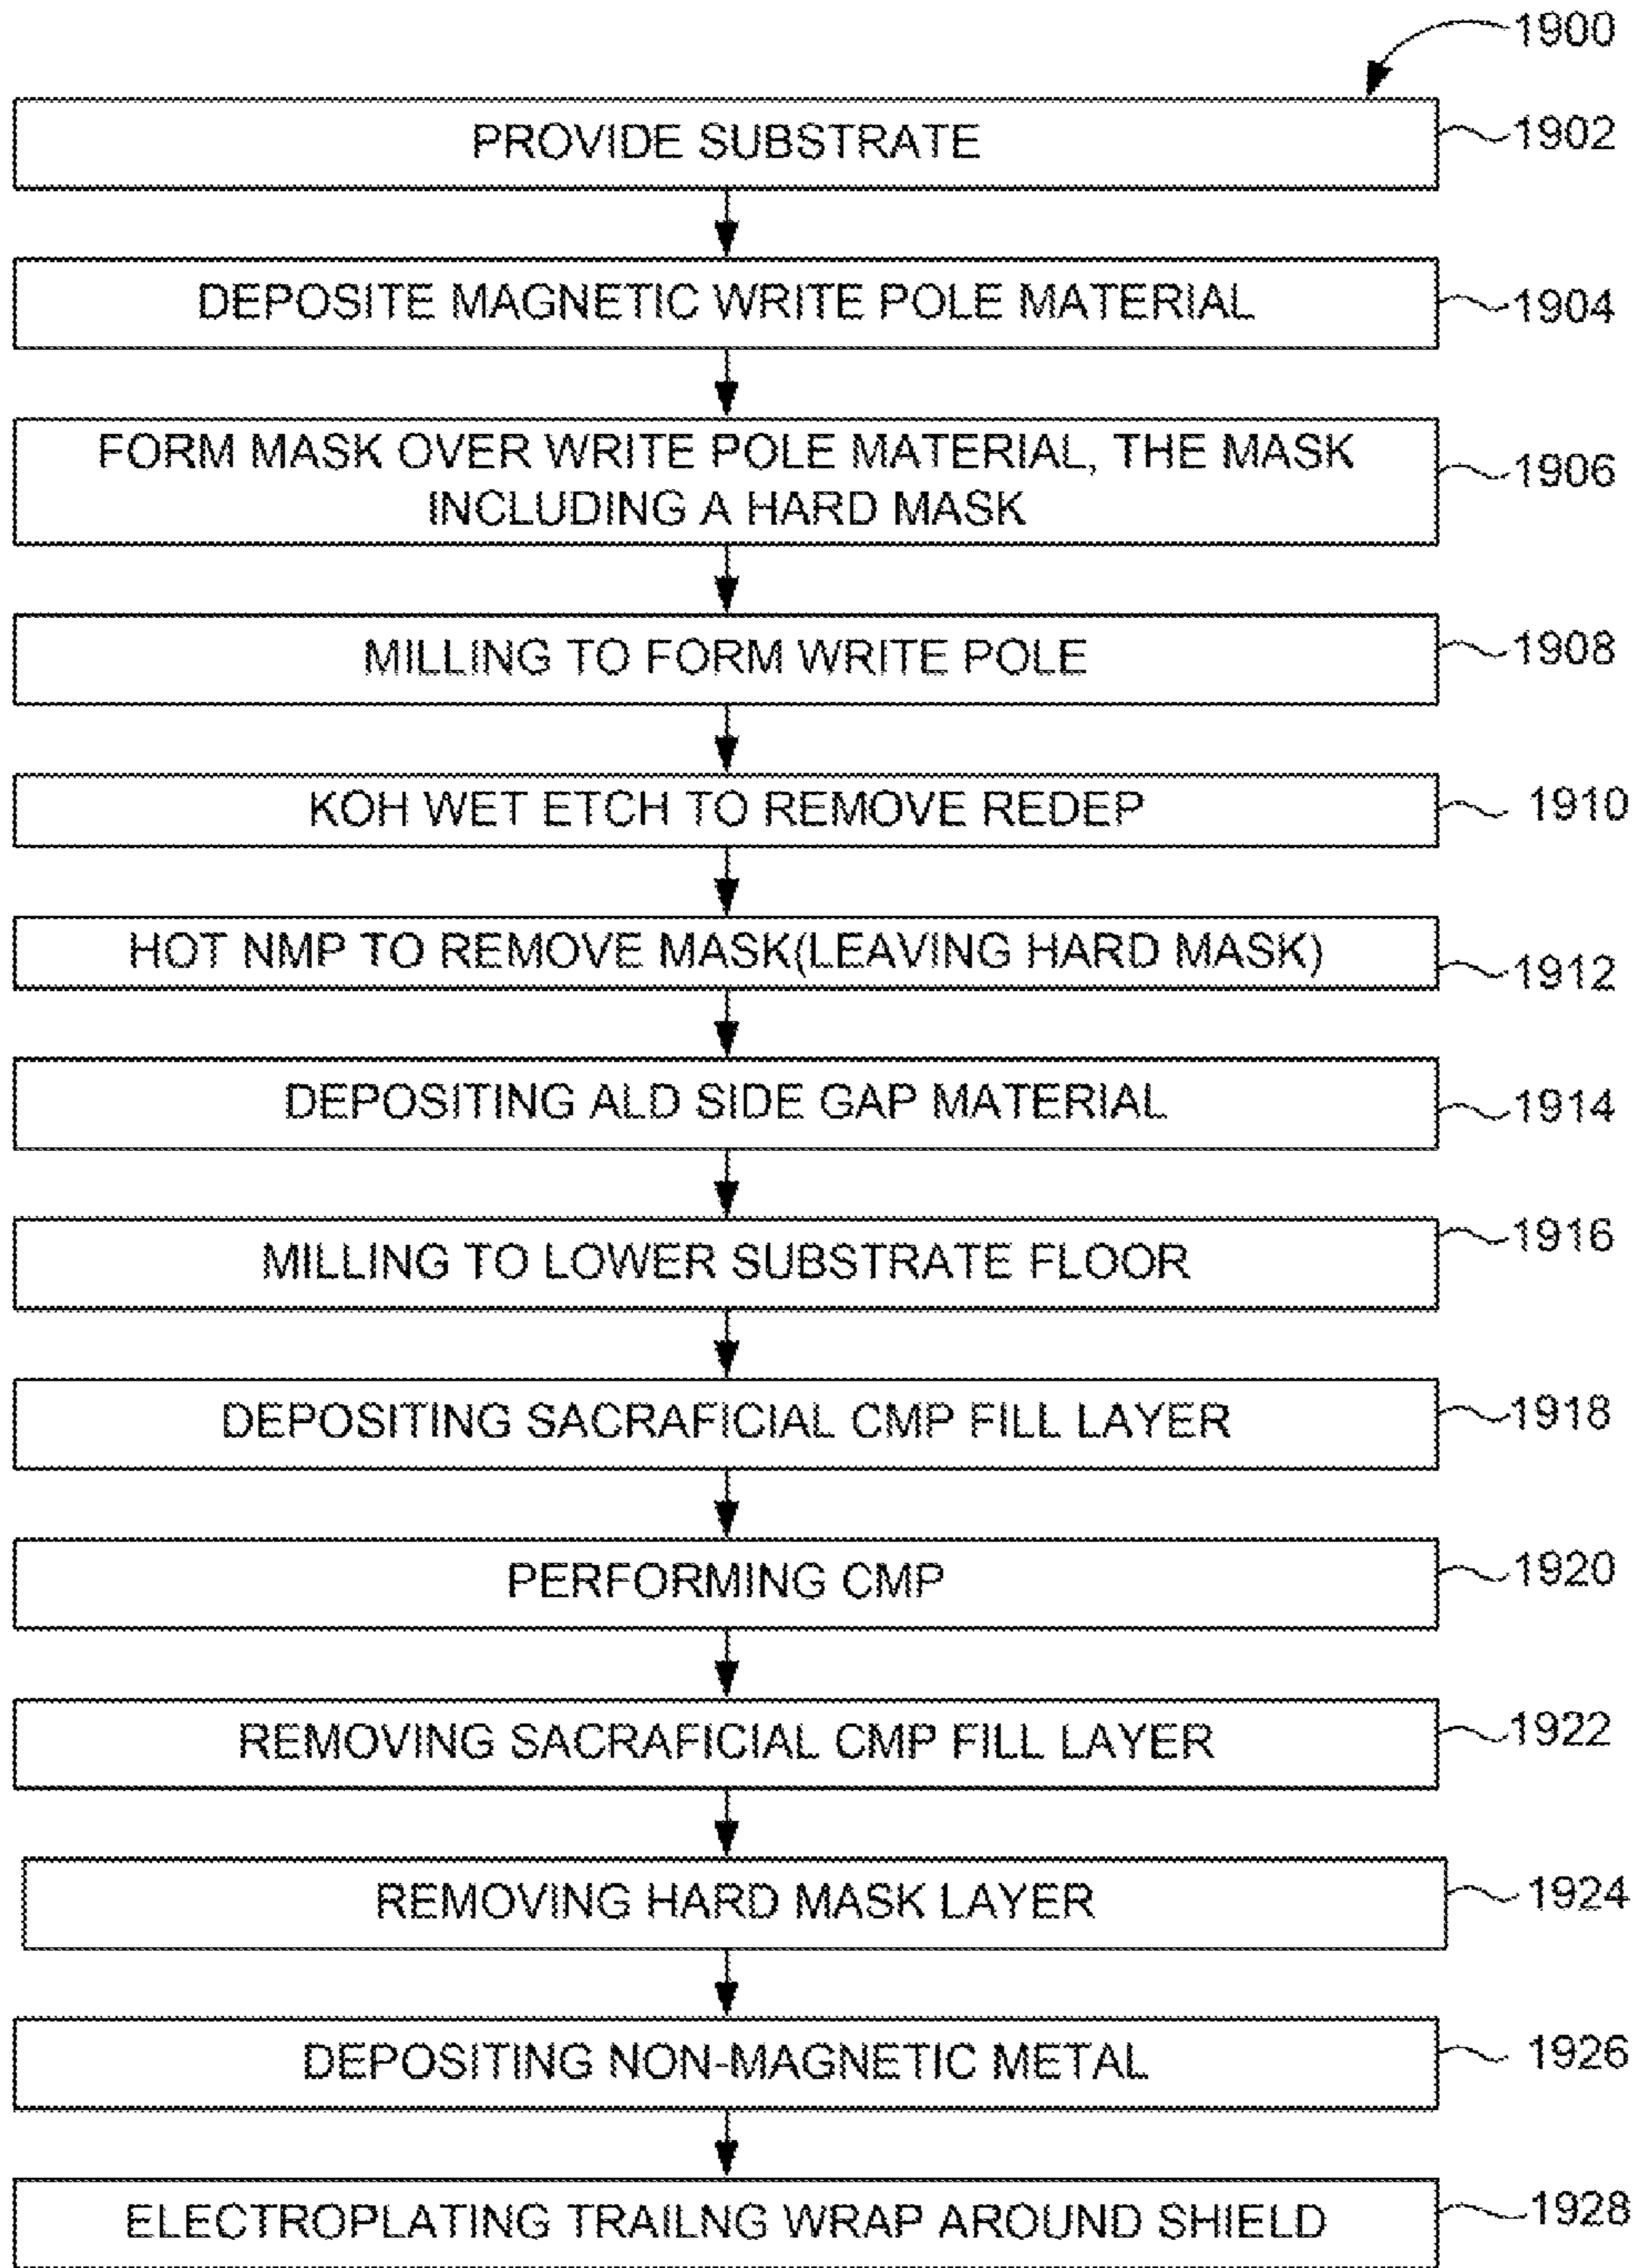 1900
PROVIDE SUBSTRATE 1902
DEPOSITE MAGNETIC WRITE POLE MATERIAL 1904
FORM MASK OVER WRITE POLE MATERIAL, THE MASK
INCLUDING A HARD MASK 1906
MILLING TO FORM WRITE POLE 1908
KOH WET ETCH TO REMOVE REDEP 1910
HOT NMP TO REMOVE MASK(LEAVING HARD MASK) 1912
DEPOSITING ALD SIDE GAP MATERIAL 1914
MILLING TO LOWER SUBSTRATE FLOOR 1916
DEPOSITING SACRAFICIAL CMP FILL LAYER 1918
PERFORMING CMP 1920
REMOVING SACRAFICIAL CMP FILL LAYER 1922
REMOVING HARD MASK LAYER 1924
DEPOSITING NON-MAGNETIC METAL 1926
ELECTROPLATING TRAILNG WRAP AROUND SHIELD 1928